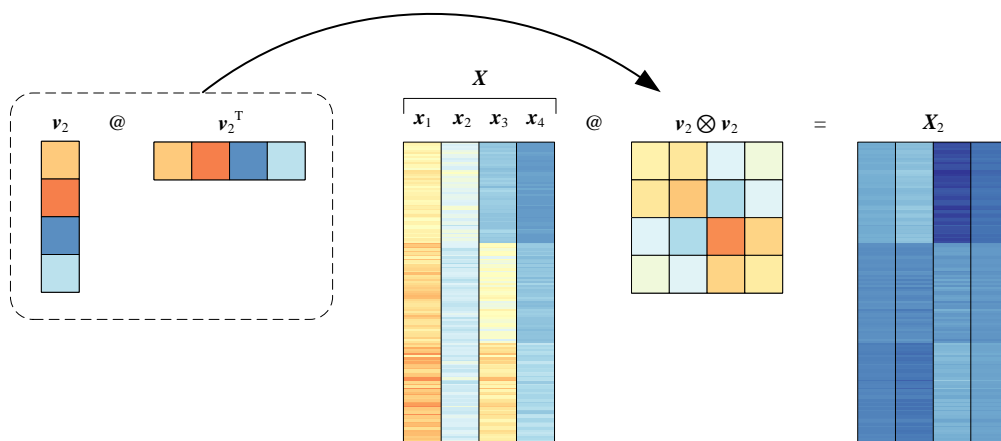 X
v₂ @ v₂ᵀ x₁ x₂ x₃ x₄ @ v₂ ⊗ v₂ = X₂